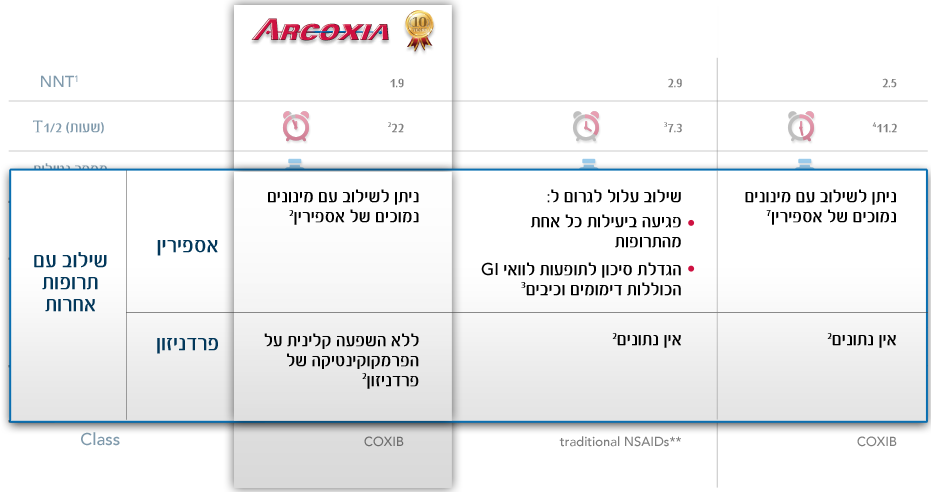 ARCOXIA 10
NNT¹ 1.9 2.9 2.5
T1/2 (שעות) ²22 ³7.3 ⁴11.2
שילוב עם
תרופות
אחרות
אספירין
ניתן לשילוב עם מינונים
נמוכים של אספירין²
שילוב עלול לגרום ל:
• פגיעה ביעילות כל אחת
מהתרופות
• הגדלת סיכון לתופעות לוואי GI
הכוללות דימומים וכיבים³
ניתן לשילוב עם מינונים
נמוכים של אספירין⁷
פרדניזון
ללא השפעה קלינית על
הפרמקוקינטיקה של
פרדניזון²
אין נתונים²
אין נתונים²
Class COXIB traditional NSAIDs** COXIB